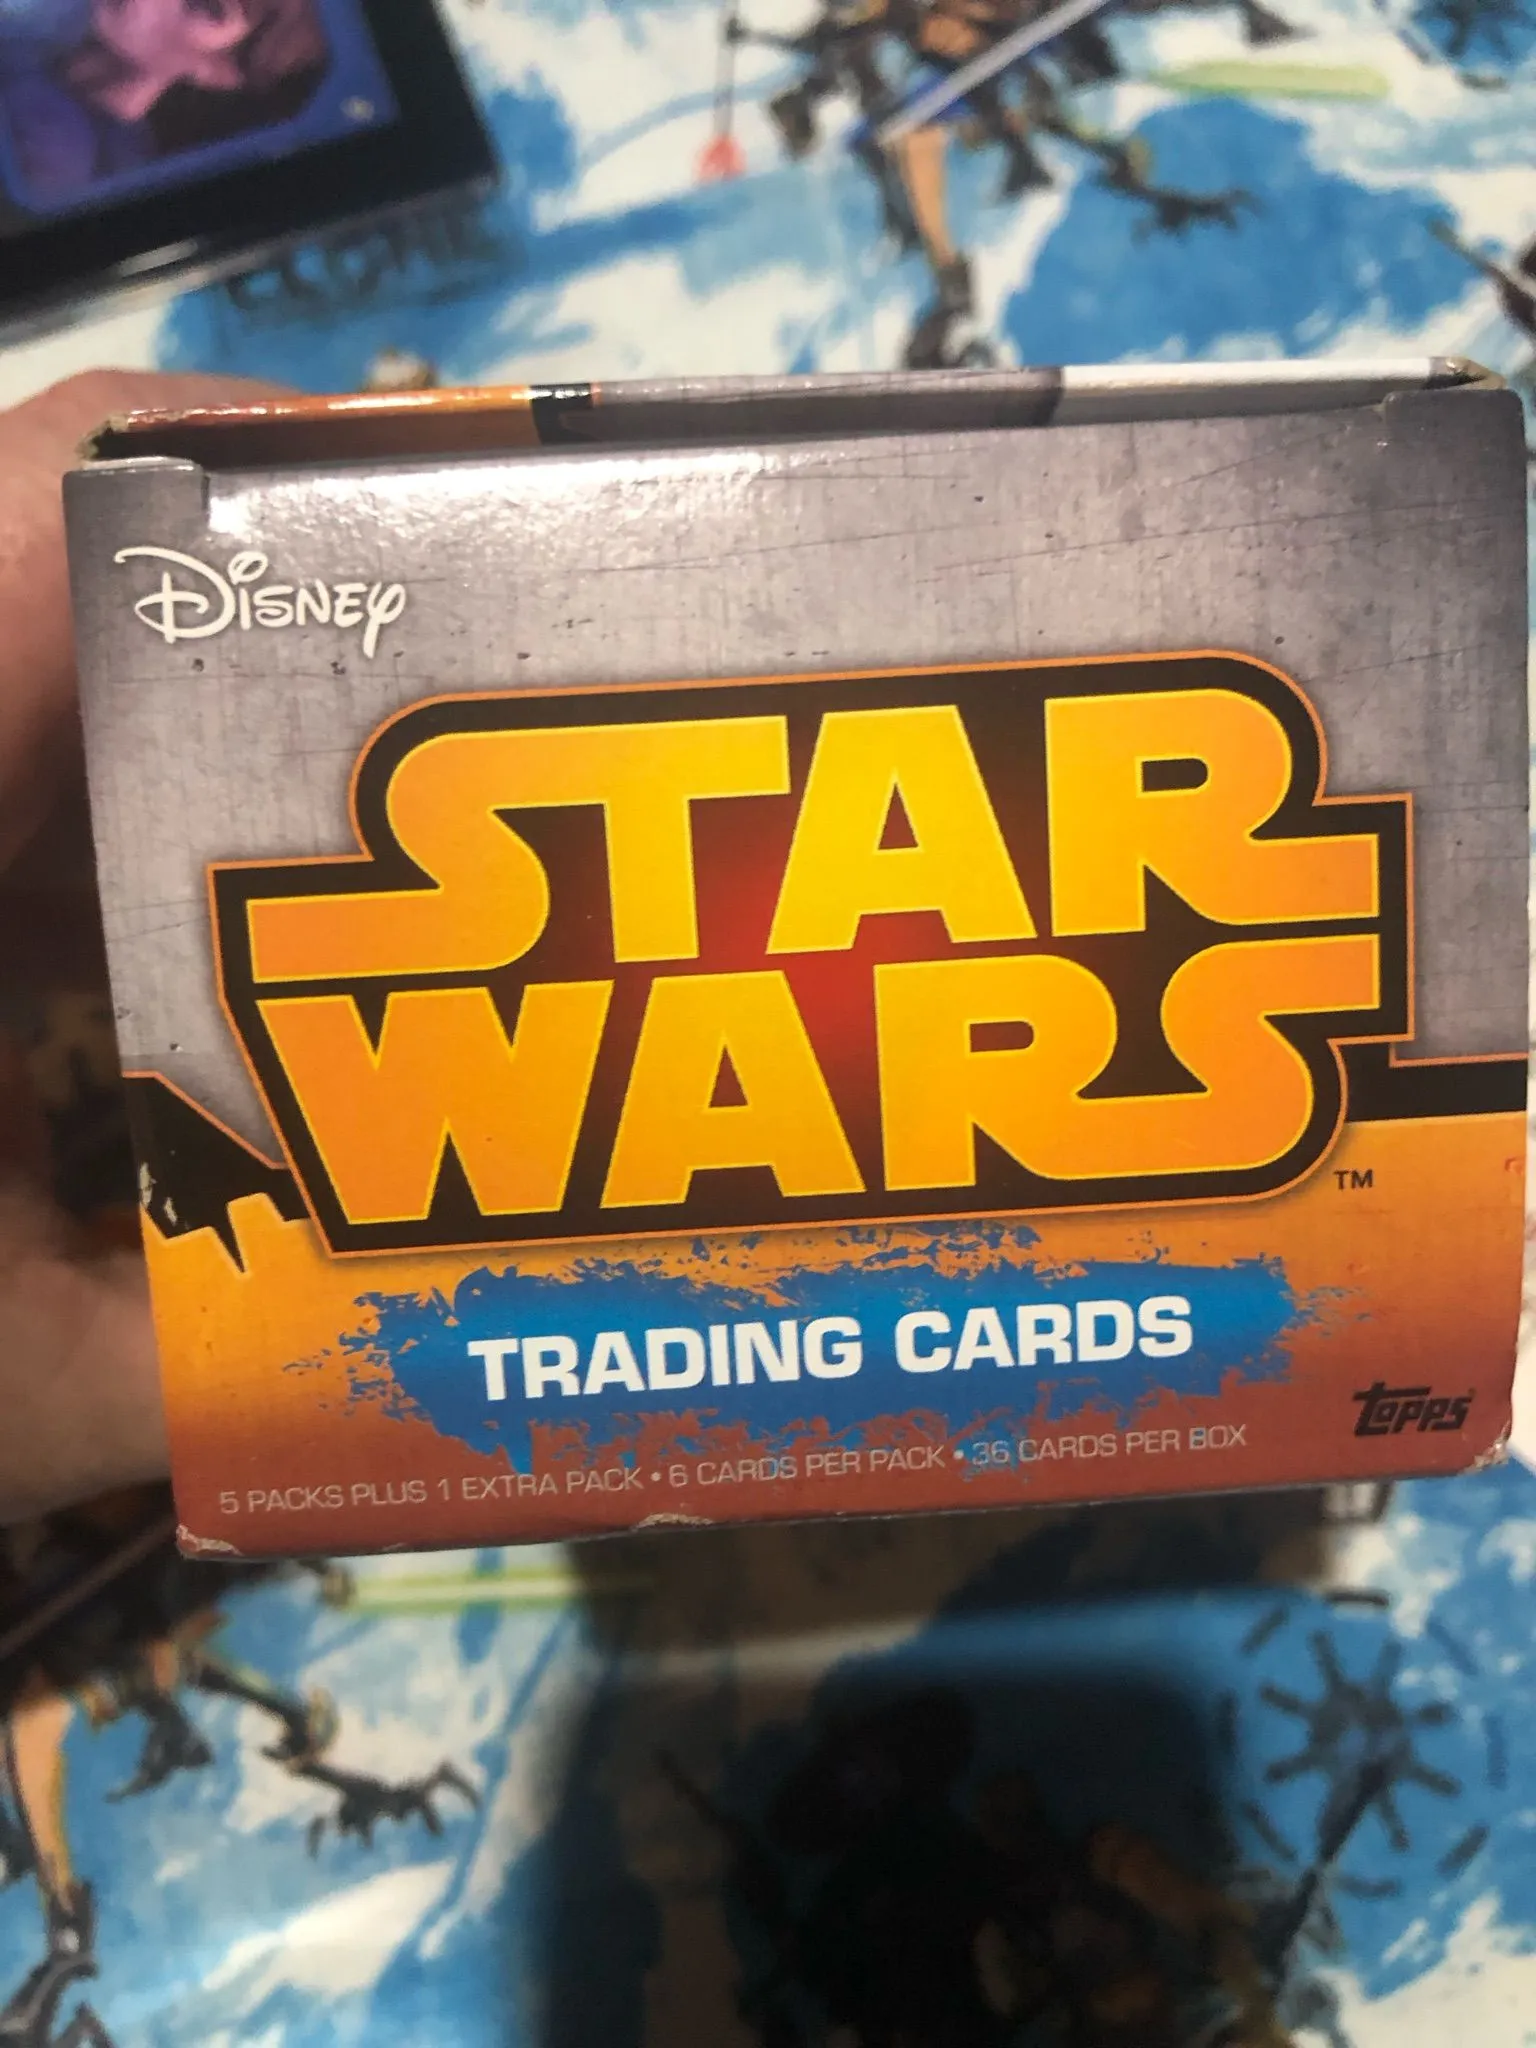 Disney
STAR
WARS
TM
TRADING CARDS
topps
5 PACKS PLUS 1 EXTRA PACK • 6 CARDS PER PACK • 36 CARDS PER BOX